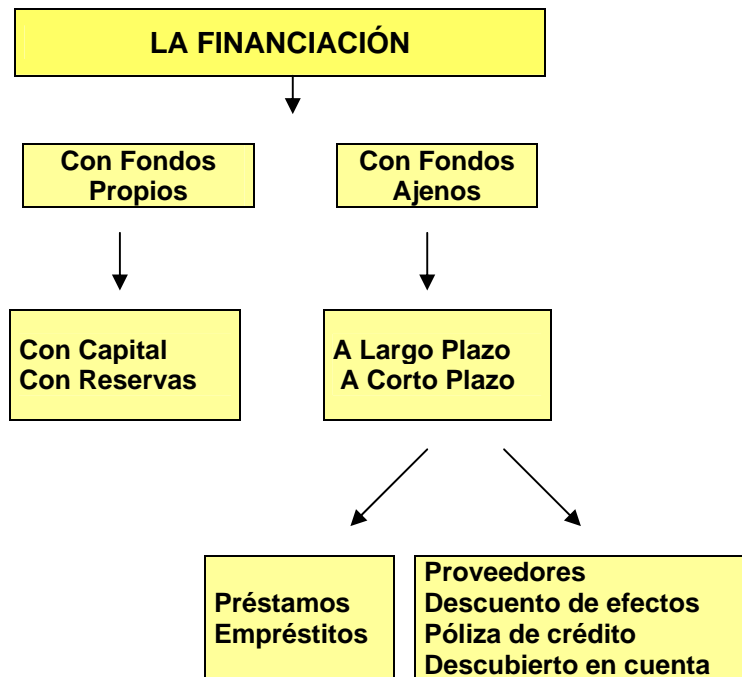 LA FINANCIACIÓN
Con Fondos
Propios
Con Fondos
Ajenos
Con Capital
Con Reservas
A Largo Plazo
A Corto Plazo
Préstamos
Empréstitos
Proveedores
Descuento de efectos
Póliza de crédito
Descubierto en cuenta